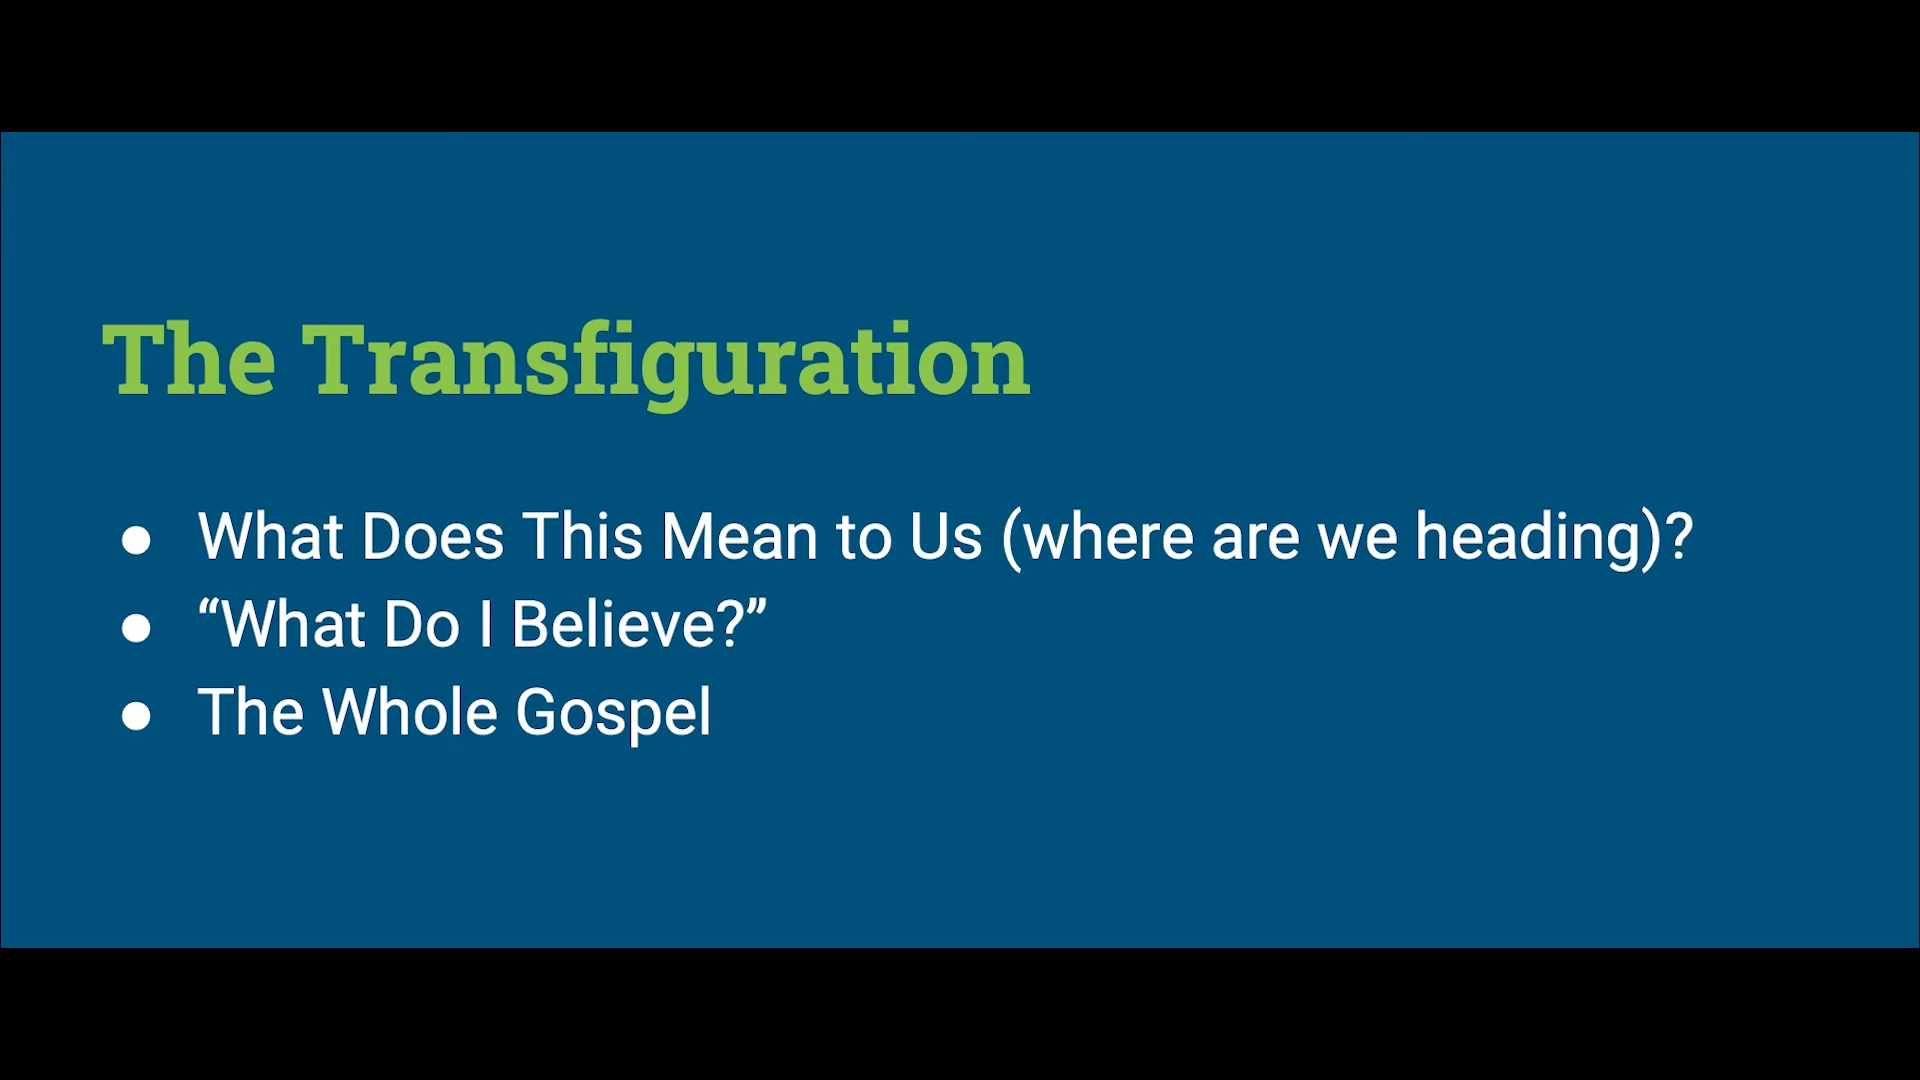 The Transfiguration
● What Does This Mean to Us (where are we heading)?
● “What Do I Believe?”
● The Whole Gospel